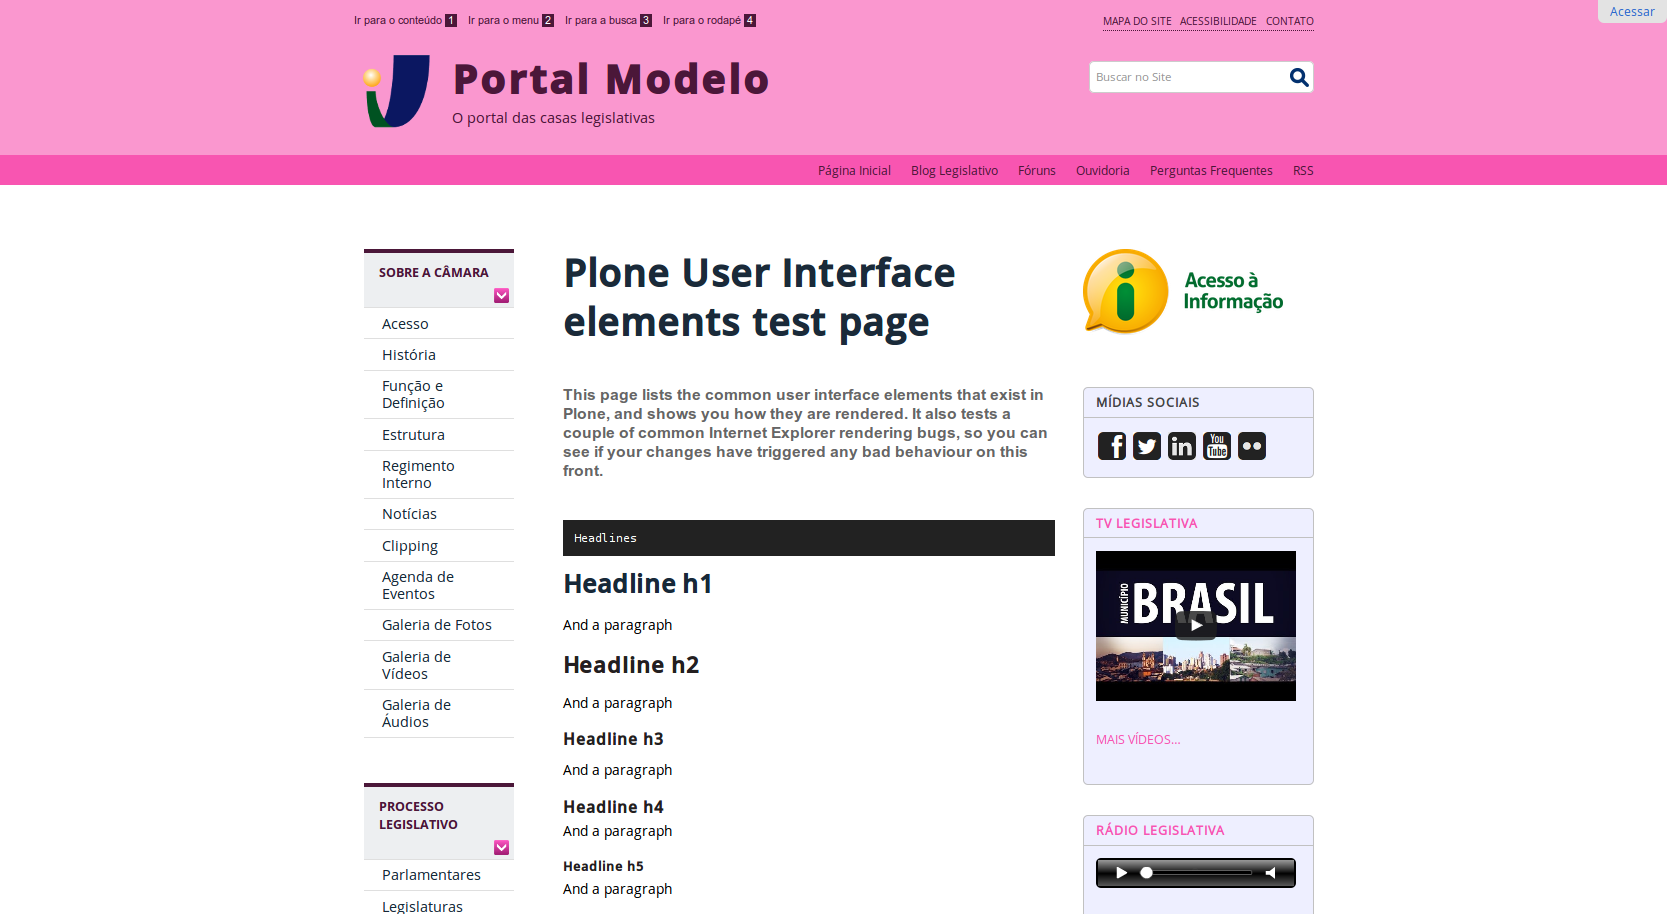 Ir para o conteúdo 1 Ir para o menu 2 Ir para a busca 3 Ir para o rodapé 4
MAPA DO SITE ACESSIBILIDADE CONTATO
Acessar
Portal Modelo
O portal das casas legislativas
Buscar no Site
Página Inicial Blog Legislativo Fóruns Ouvidoria Perguntas Frequentes RSS
SOBRE A CÂMARA
Acesso
História
Função e
Definição
Estrutura
Regimento
Interno
Notícias
Clipping
Agenda de
Eventos
Galeria de Fotos
Galeria de
Vídeos
Galeria de
Áudios
PROCESSO
LEGISLATIVO
Parlamentares
Legislaturas
Plone User Interface
elements test page
This page lists the common user interface elements that exist in
Plone, and shows you how they are rendered. It also tests a
couple of common Internet Explorer rendering bugs, so you can
see if your changes have triggered any bad behaviour on this
front.
Headlines
Headline h1
And a paragraph
Headline h2
And a paragraph
Headline h3
And a paragraph
Headline h4
And a paragraph
Headline h5
And a paragraph
Acesso à
Informação
MÍDIAS SOCIAIS
f in You Tube
TV LEGISLATIVA
MUNICÍPIO BRASIL
MAIS VÍDEOS...
RÁDIO LEGISLATIVA